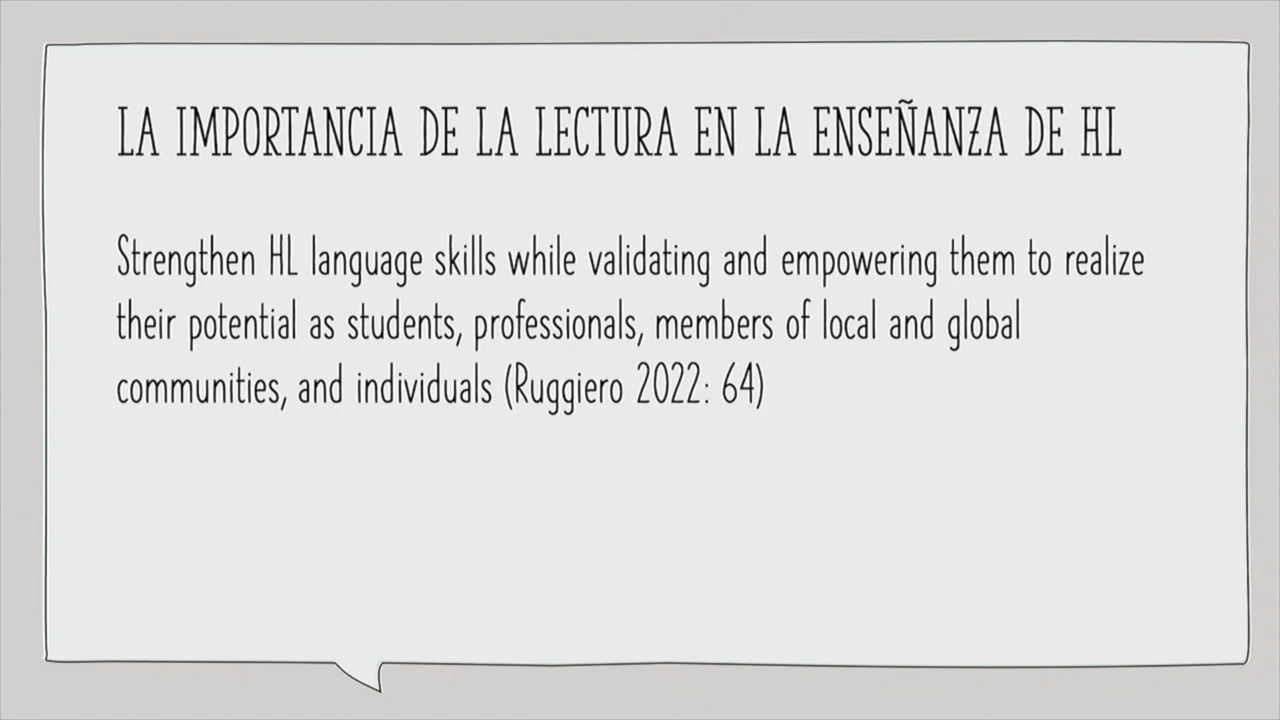 LA IMPORTANCIA DE LA LECTURA EN LA ENSEÑANZA DE HL
Strengthen HL language skills while validating and empowering them to realize
their potential as students, professionals, members of local and global
communities, and individuals (Ruggiero 2022: 64)